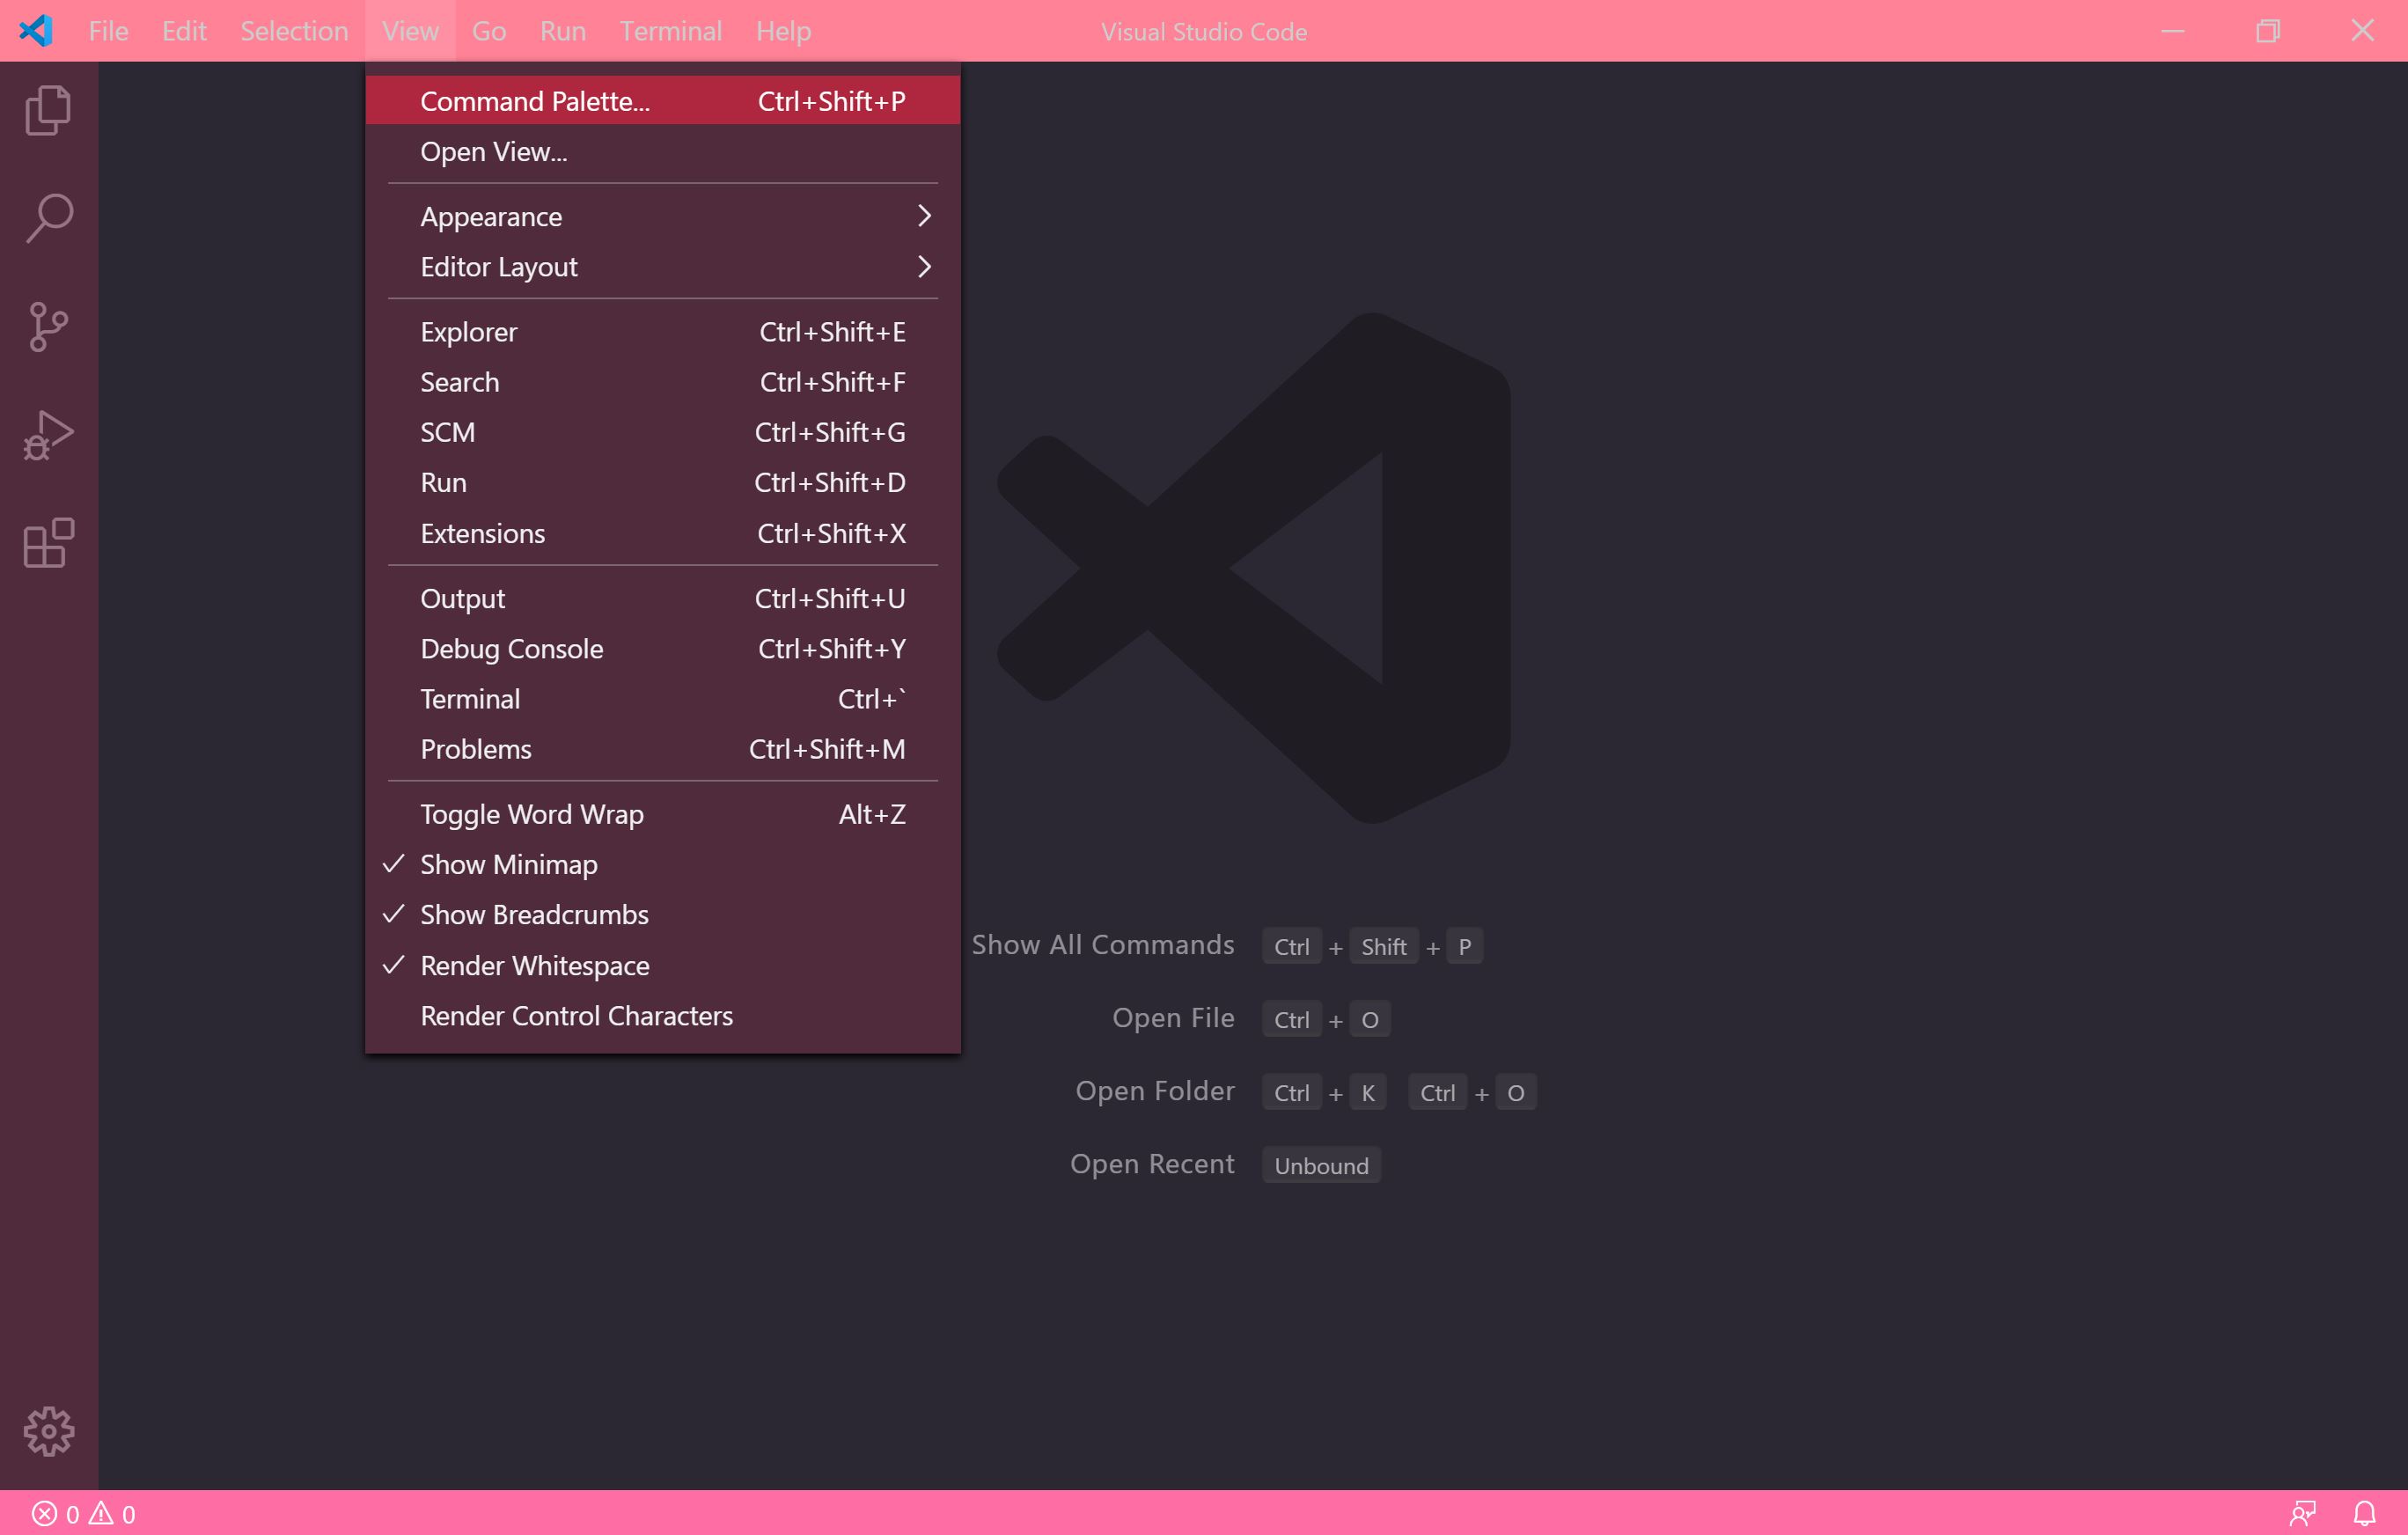 File Edit Selection View Go Run Terminal Help Visual Studio Code
Command Palette... Ctrl+Shift+P
Open View...
Appearance
Editor Layout
Explorer Ctrl+Shift+E
Search Ctrl+Shift+F
SCM Ctrl+Shift+G
Run Ctrl+Shift+D
Extensions Ctrl+Shift+X
Output Ctrl+Shift+U
Debug Console Ctrl+Shift+Y
Terminal Ctrl+`
Problems Ctrl+Shift+M
Toggle Word Wrap Alt+Z
Show Minimap
Show Breadcrumbs
Render Whitespace
Render Control Characters
Show All Commands Ctrl + Shift + P
Open File Ctrl + O
Open Folder Ctrl + K Ctrl + O
Open Recent Unbound
0 0